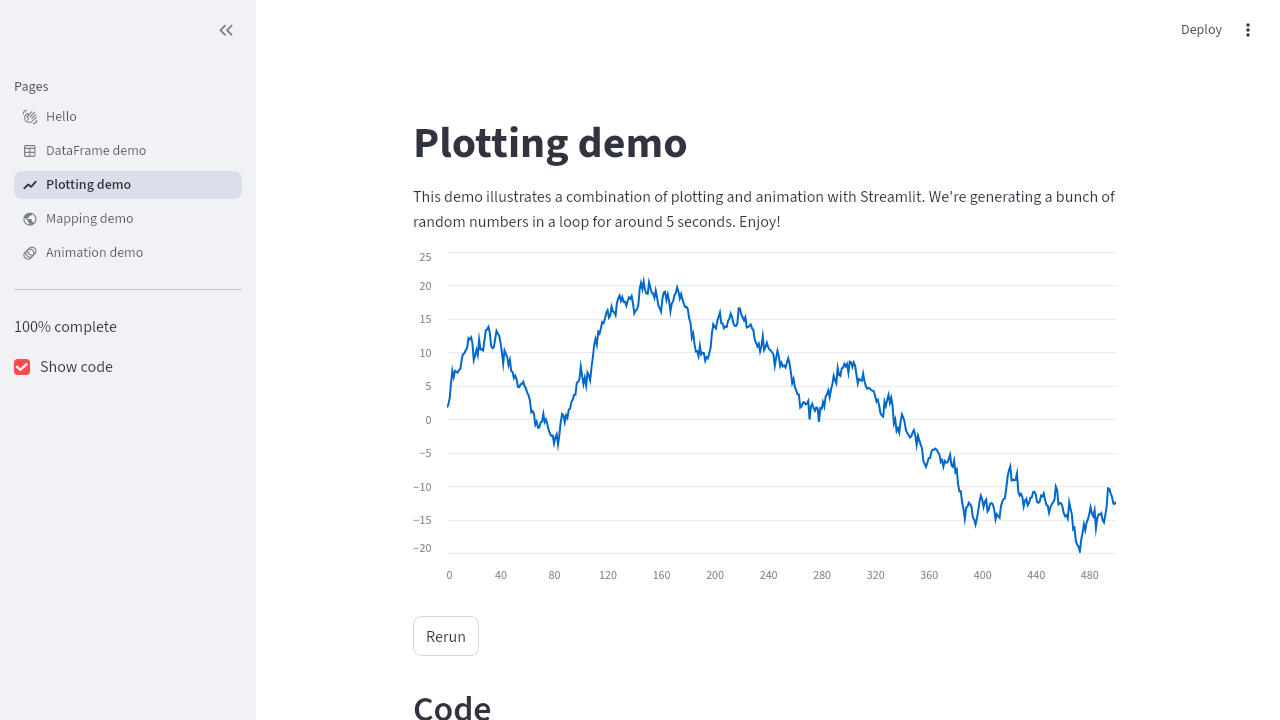 Deploy
Pages
Hello
DataFrame demo
Plotting demo
Mapping demo
Animation demo
100% complete
Show code
Plotting demo
This demo illustrates a combination of plotting and animation with Streamlit. We're generating a bunch of
random numbers in a loop for around 5 seconds. Enjoy!
25
20
15
10
5
0
−5
−10
−15
−20
0 40 80 120 160 200 240 280 320 360 400 440 480
Rerun
Code